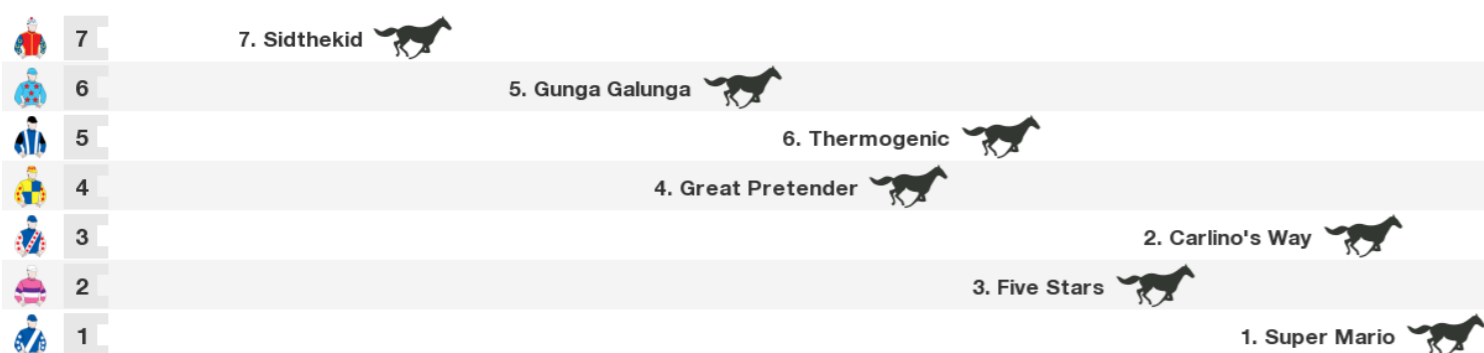 7 7. Sidthekid
6 5. Gunga Galunga
5 6. Thermogenic
4 4. Great Pretender
3 2. Carlino's Way
2 3. Five Stars
1 1. Super Mario